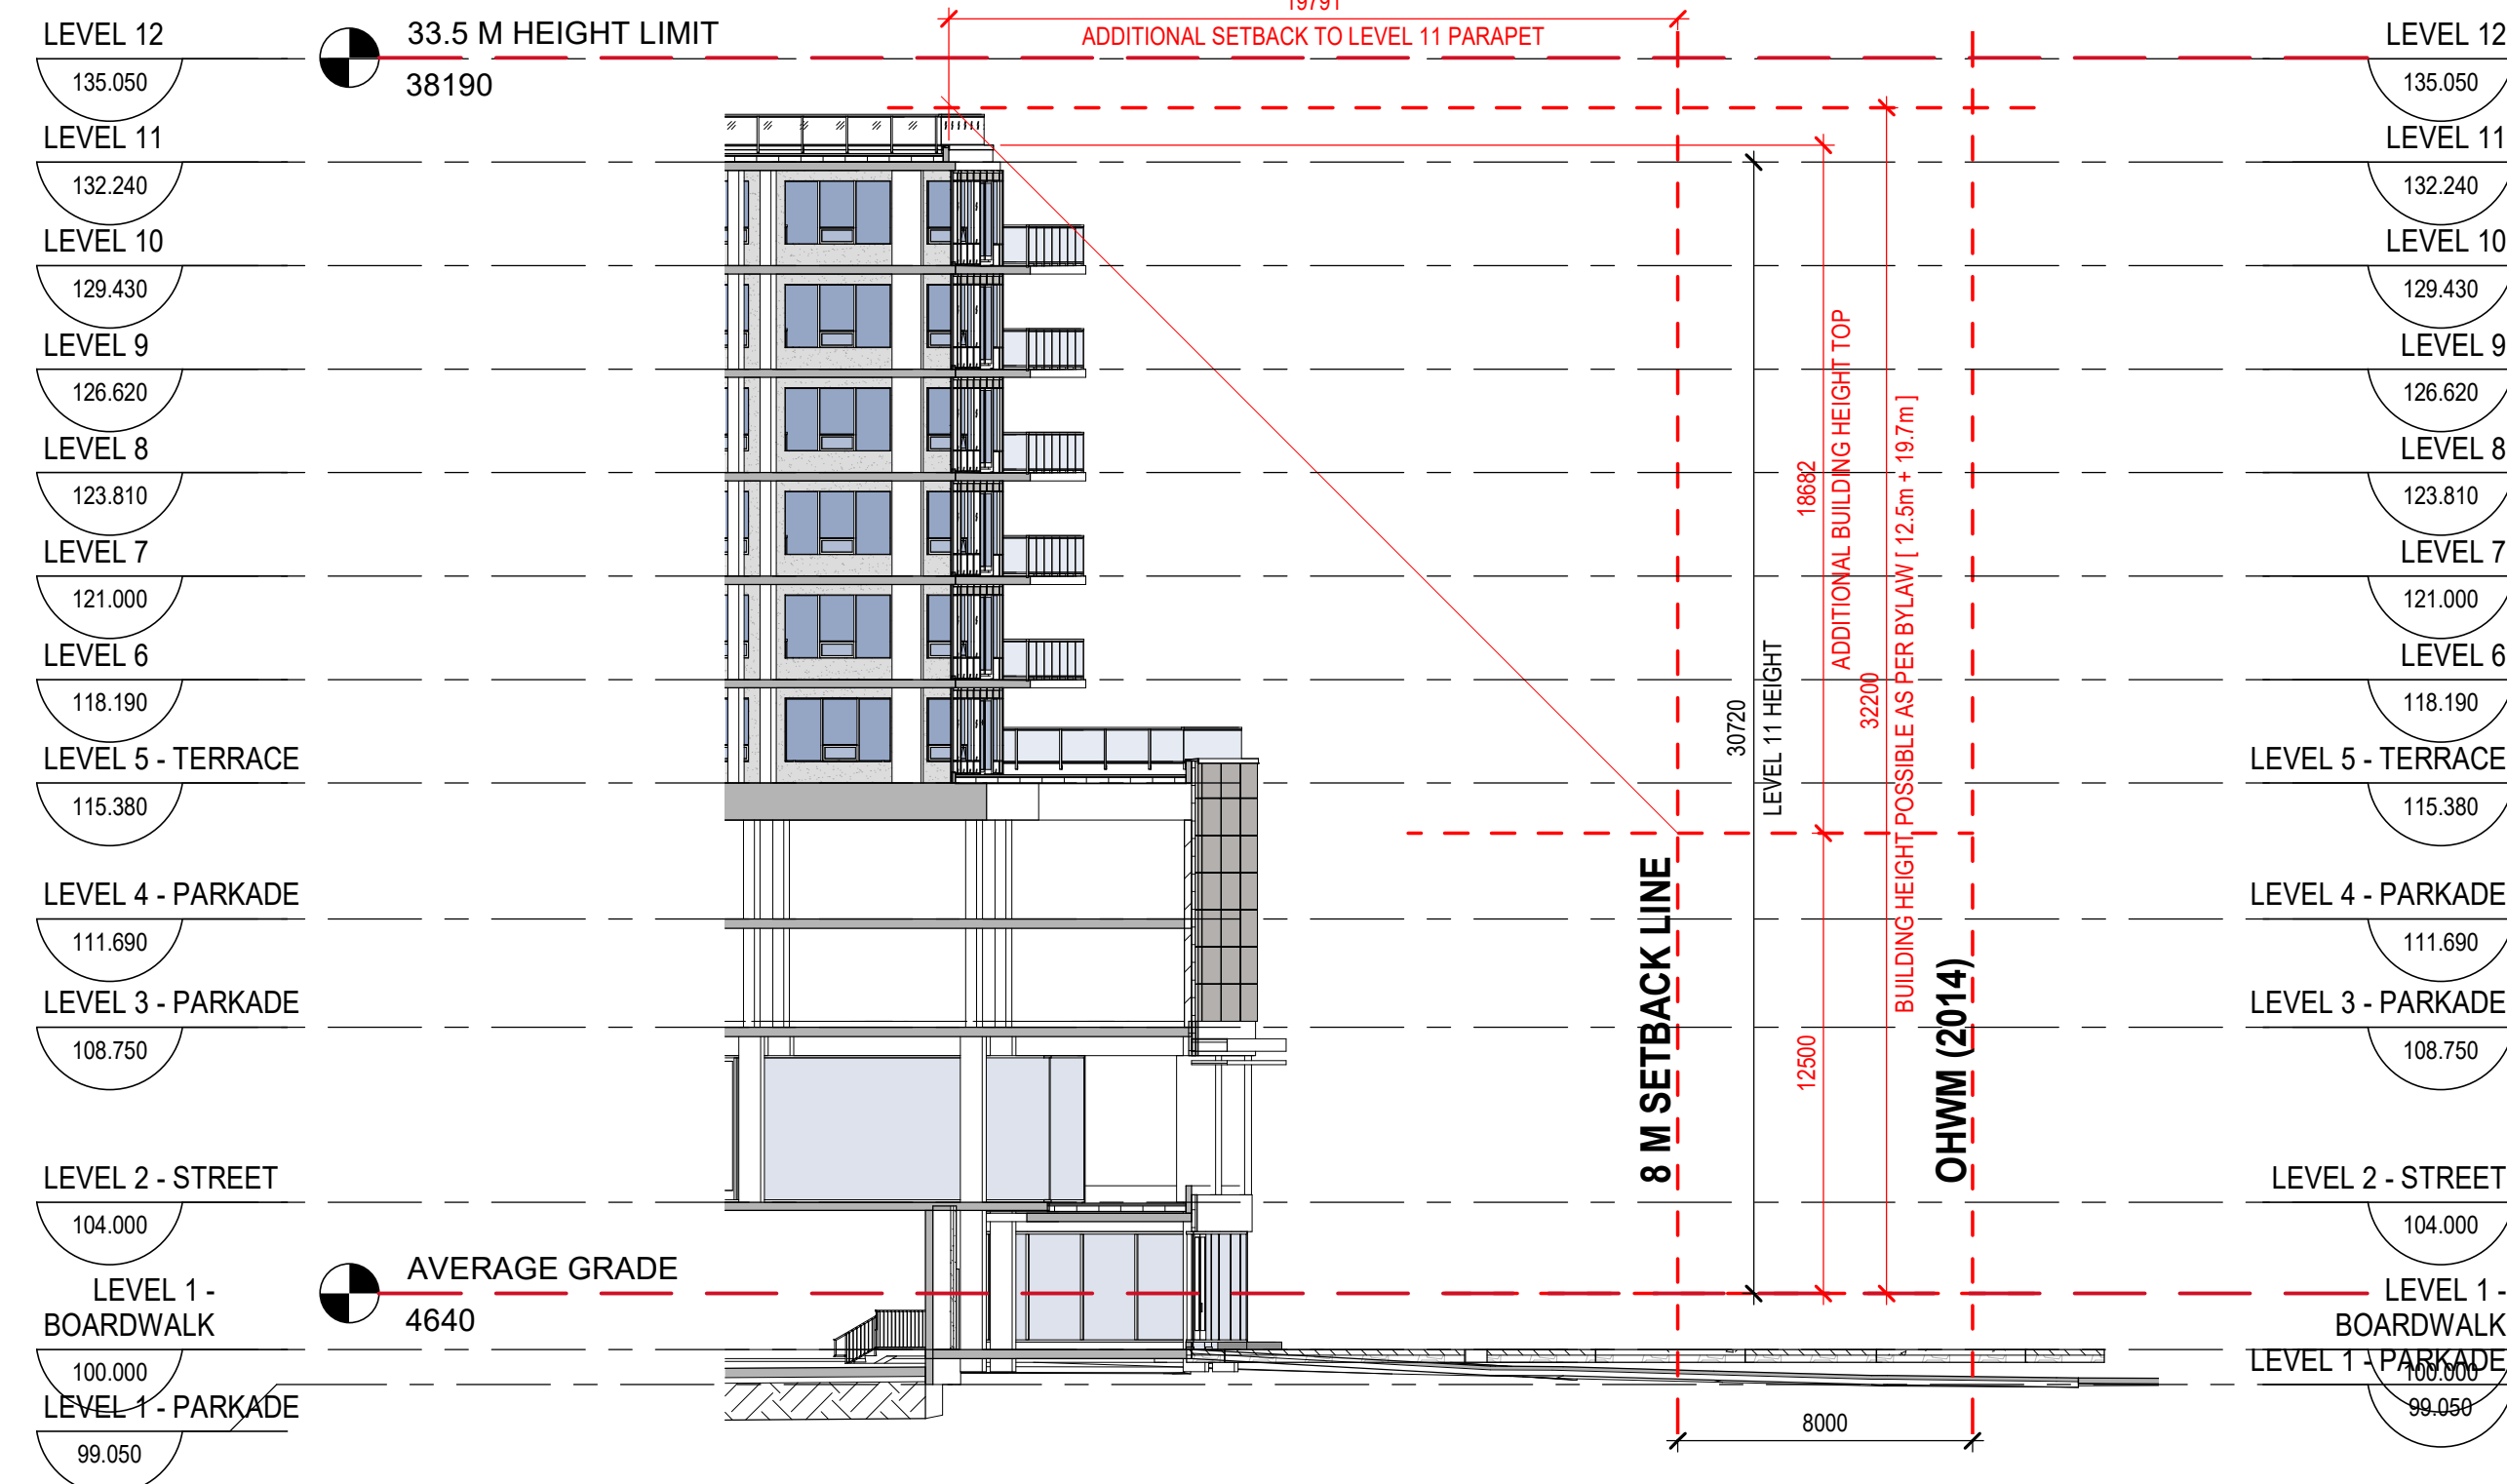 19791
ADDITIONAL SETBACK TO LEVEL 11 PARAPET
33.5 M HEIGHT LIMIT
38190
LEVEL 12
135.050
LEVEL 11
132.240
LEVEL 10
129.430
LEVEL 9
126.620
LEVEL 8
123.810
LEVEL 7
121.000
LEVEL 6
118.190
LEVEL 5 - TERRACE
115.380
LEVEL 4 - PARKADE
111.690
LEVEL 3 - PARKADE
108.750
LEVEL 2 - STREET
104.000
AVERAGE GRADE
4640
LEVEL 1 -
BOARDWALK
100.000
LEVEL 1 - PARKADE
99.050
8 M SETBACK LINE
30720
LEVEL 11 HEIGHT
18682
ADDITIONAL BUILDING HEIGHT TOP
12500
32200
BUILDING HEIGHT POSSIBLE AS PER BYLAW [ 12.5m + 19.7m ]
OHWM (2014)
8000
LEVEL 12
135.050
LEVEL 11
132.240
LEVEL 10
129.430
LEVEL 9
126.620
LEVEL 8
123.810
LEVEL 7
121.000
LEVEL 6
118.190
LEVEL 5 - TERRACE
115.380
LEVEL 4 - PARKADE
111.690
LEVEL 3 - PARKADE
108.750
LEVEL 2 - STREET
104.000
LEVEL 1 -
BOARDWALK
100.000
LEVEL 1 - PARKADE
99.050